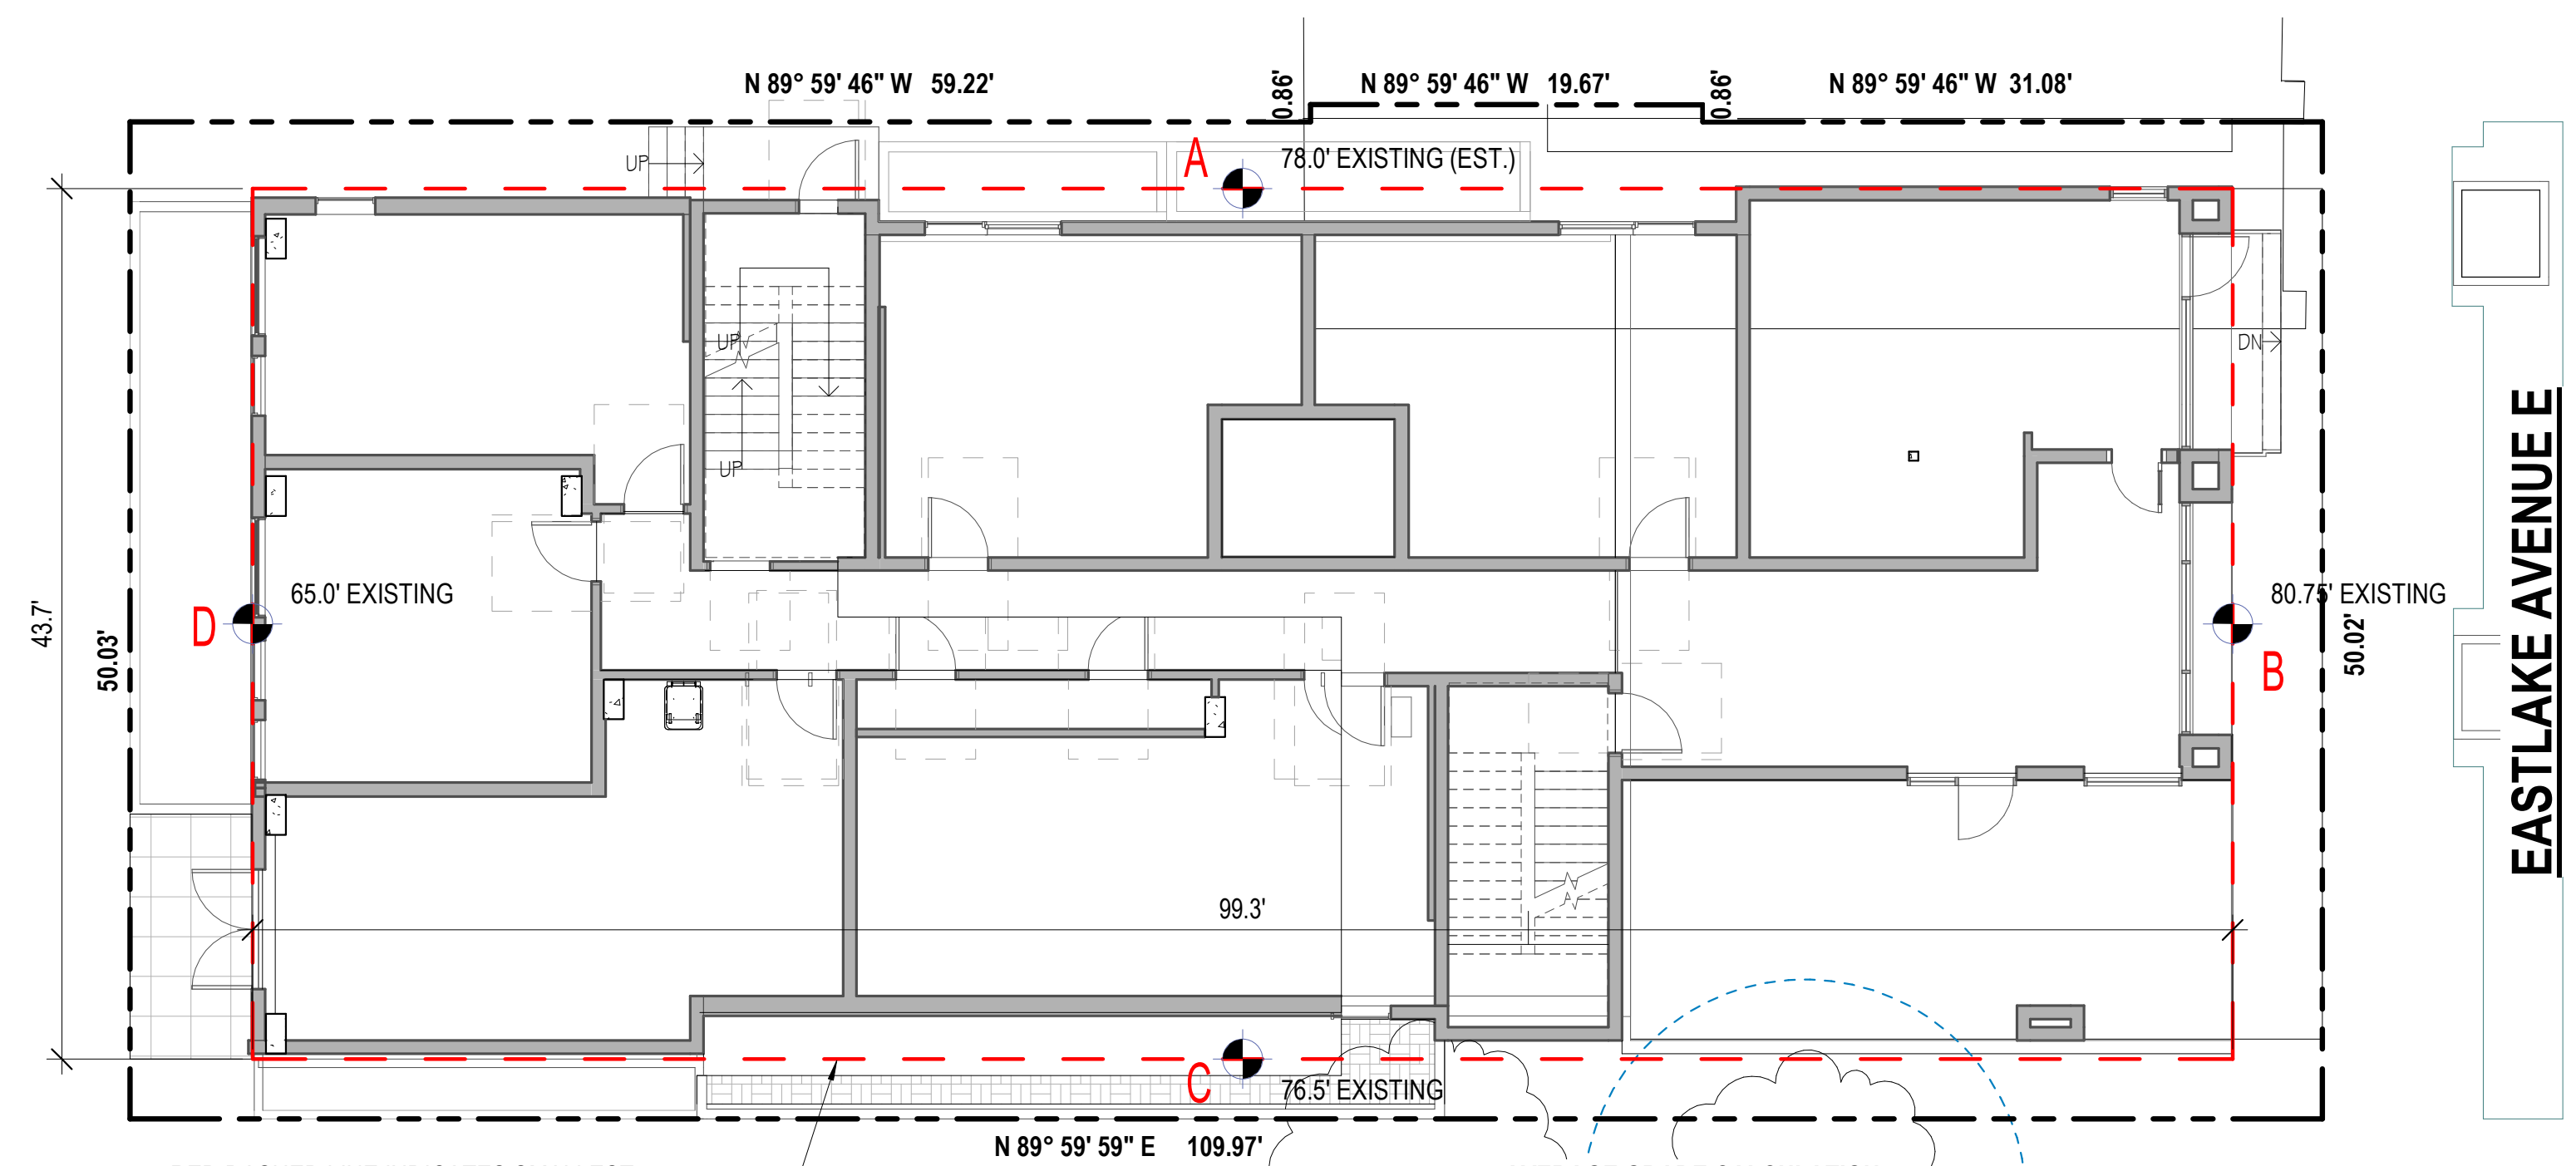 N 89° 59' 46" W 59.22'
0.86'
N 89° 59' 46" W 19.67'
0.86'
N 89° 59' 46" W 31.08'
UP
A
78.0' EXISTING (EST.)
UP
DN
UP
65.0' EXISTING
80.75' EXISTING
43.7'
50.03'
D
B
50.02'
EASTLAKE AVENUE E
99.3'
C
76.5' EXISTING
N 89° 59' 59" E 109.97'